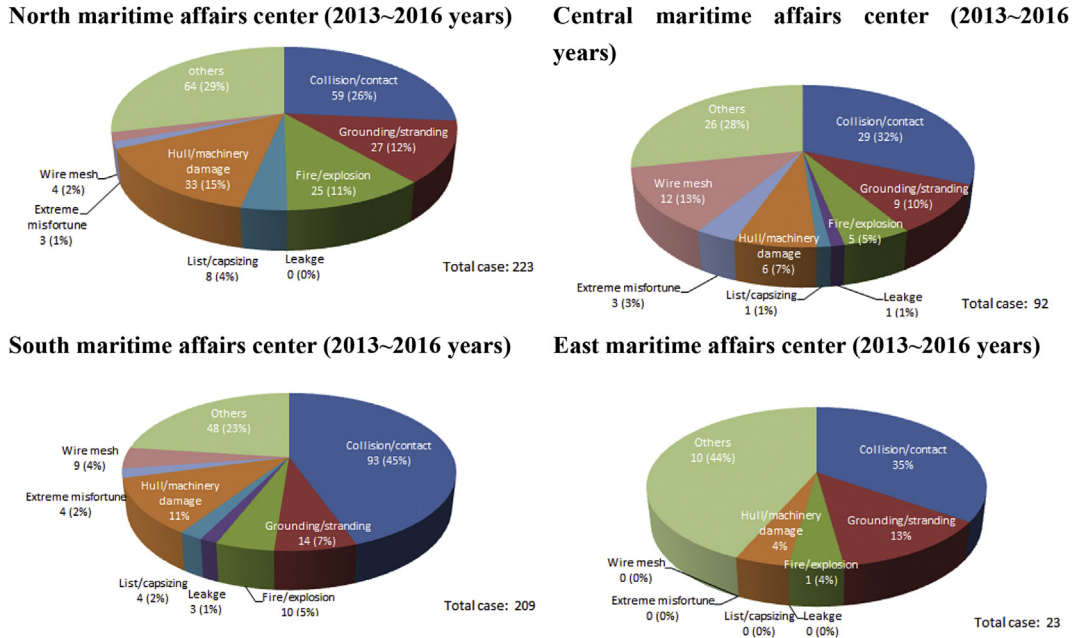 North maritime affairs center (2013~2016 years)
others
64 (29%)
Collision/contact
59 (26%)
Grounding/stranding
27 (12%)
Fire/explosion
25 (11%)
Hull/machinery
damage
33 (15%)
Wire mesh
4 (2%)
Extreme
misfortune
3 (1%)
List/capsizing
8 (4%)
Leakge
0 (0%)
Total case: 223
Central maritime affairs center (2013~2016
years)
Others
26 (28%)
Collision/contact
29 (32%)
Wire mesh
12 (13%)
Grounding/stranding
9 (10%)
Fire/explosion
5 (5%)
Hull/machinery
damage
6 (7%)
Extreme misfortune
3 (3%)
List/capsizing
1 (1%)
Leakge
1 (1%)
Total case: 92
South maritime affairs center (2013~2016 years)
Others
48 (23%)
Collision/contact
93 (45%)
Wire mesh
9 (4%)
Extreme misfortune
4 (2%)
Hull/machinery
damage
11%
Grounding/stranding
14 (7%)
List/capsizing
4 (2%)
Leakge
3 (1%)
Fire/explosion
10 (5%)
Total case: 209
East maritime affairs center (2013~2016 years)
Others
10 (44%)
Collision/contact
35%
Hull/machinery
damage
4%
Grounding/stranding
13%
Fire/explosion
1 (4%)
Wire mesh
0 (0%)
Extreme misfortune
0 (0%)
List/capsizing
0 (0%)
Leakge
0 (0%)
Total case: 23